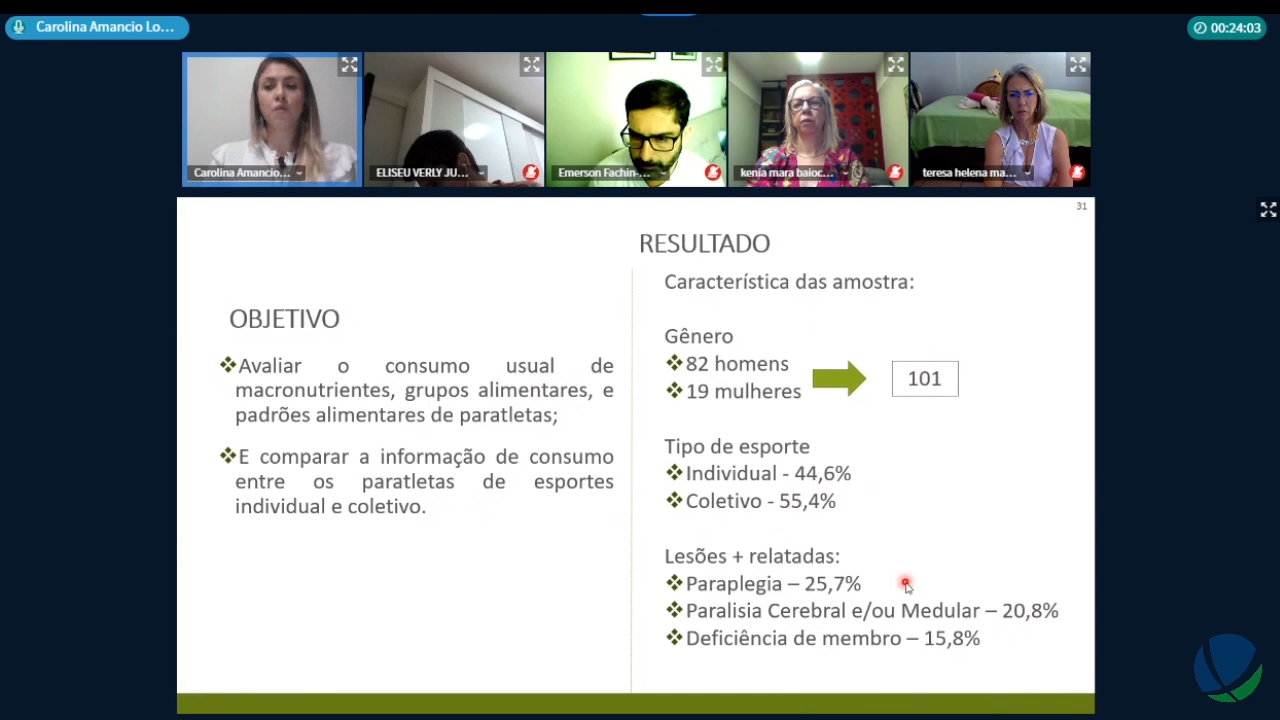 Carolina Amancio Lo...
00:24:03
Carolina Amancio...
ELISEU VERLY JU...
Emerson Fachin-...
kenia mara baioc...
teresa helena ma...
31
RESULTADO
Característica das amostra:
OBJETIVO
Avaliar o consumo usual de
macronutrientes, grupos alimentares, e
padrões alimentares de paratletas;
E comparar a informação de consumo
entre os paratletas de esportes
individual e coletivo.
Gênero
82 homens
19 mulheres
101
Tipo de esporte
Individual - 44,6%
Coletivo - 55,4%
Lesões + relatadas:
Paraplegia – 25,7%
Paralisia Cerebral e/ou Medular – 20,8%
Deficiência de membro – 15,8%